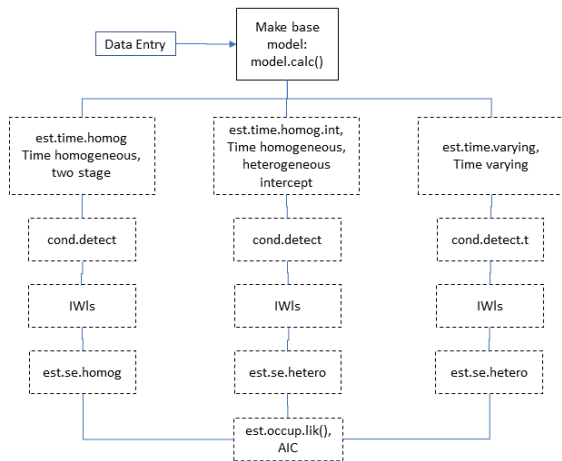 Data Entry
Make base
model:
model.calc()
est.time.homog
Time homogeneous,
two stage
est.time.homog.int,
Time homogeneous,
heterogeneous
intercept
est.time.varying,
Time varying
cond.detect
cond.detect
cond.detect.t
IWls
IWls
IWls
est.se.homog
est.se.hetero
est.se.hetero
est.occup.lik(),
AIC